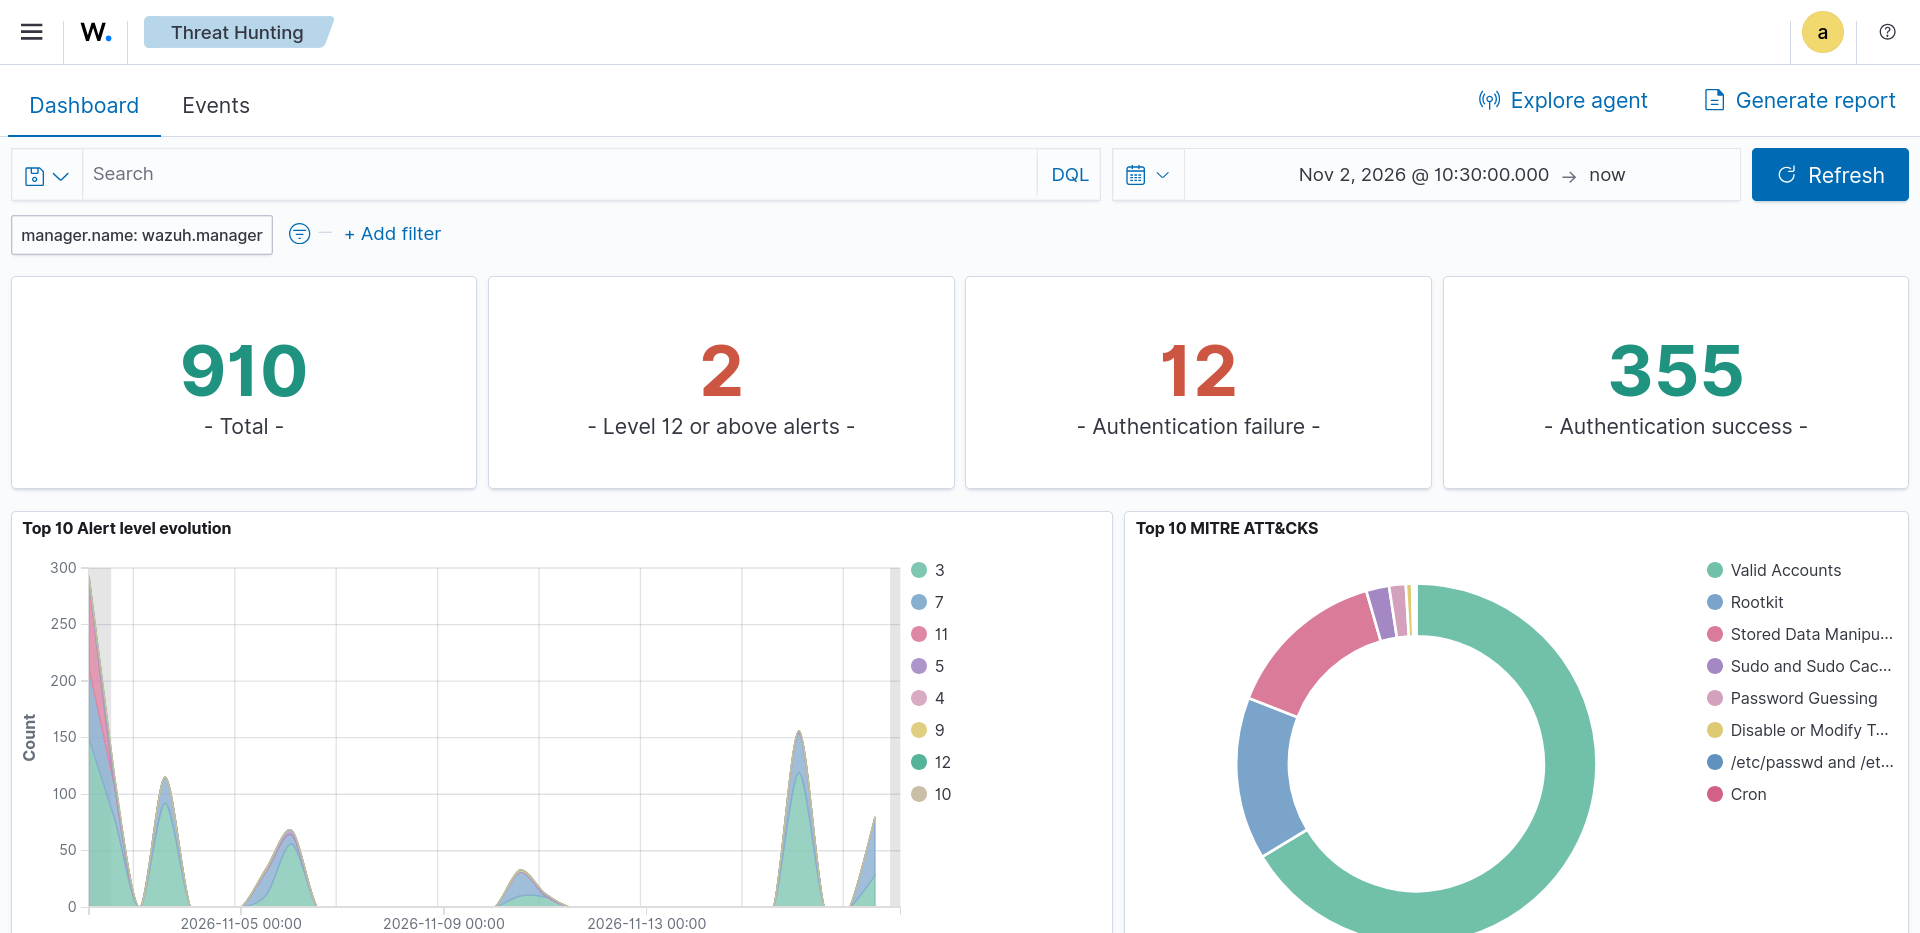 W. Threat Hunting a
Dashboard Events Explore agent Generate report
Search DQL Nov 2, 2026 @ 10:30:00.000 → now Refresh
manager.name: wazuh.manager + Add filter
910
- Total -
2
- Level 12 or above alerts -
12
- Authentication failure -
355
- Authentication success -
Top 10 Alert level evolution
300
250
200
150
100
50
0
Count
2026-11-05 00:00 2026-11-09 00:00 2026-11-13 00:00
3
7
11
5
4
9
12
10
Top 10 MITRE ATT&CKS
Valid Accounts
Rootkit
Stored Data Manipu...
Sudo and Sudo Cac...
Password Guessing
Disable or Modify T...
/etc/passwd and /et...
Cron